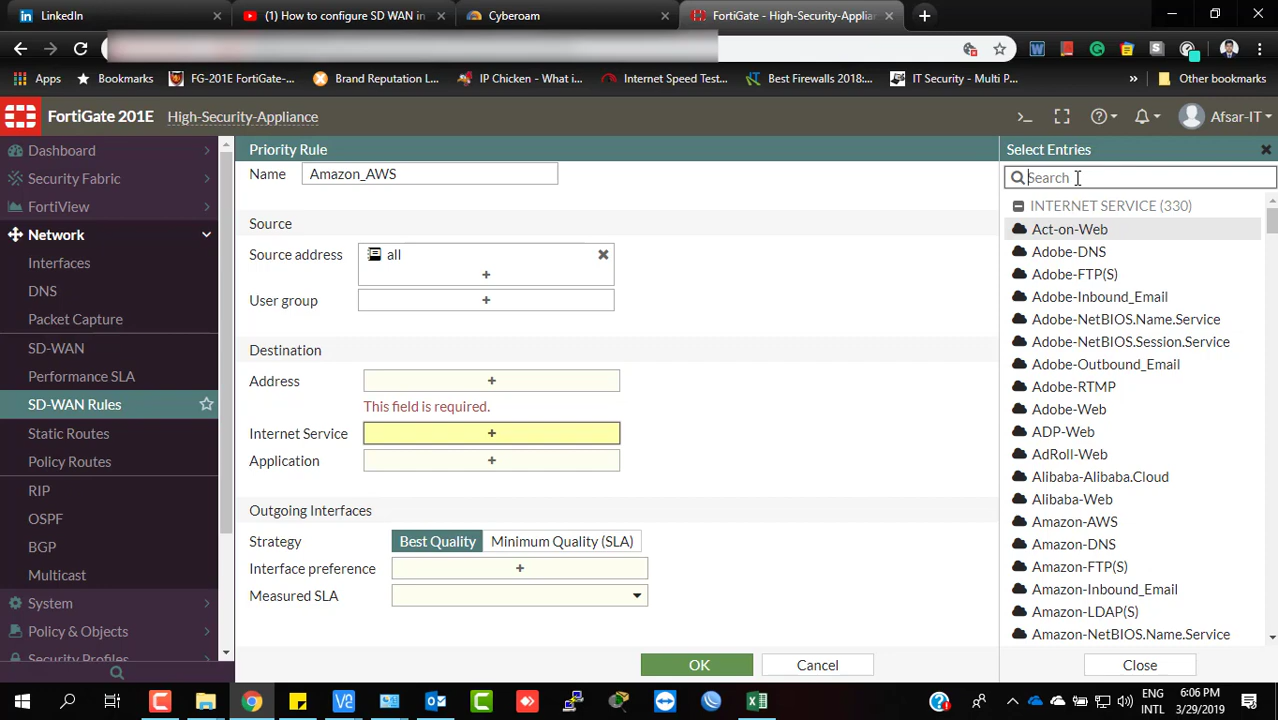 LinkedIn
(1) How to configure SD WAN in
Cyberoam
FortiGate - High-Security-Applian
Apps
Bookmarks
FG-201E FortiGate-...
Brand Reputation L...
IP Chicken - What i...
Internet Speed Test...
Best Firewalls 2018:...
IT Security - Multi P...
»
Other bookmarks
FortiGate 201E
High-Security-Appliance
>_
Afsar-IT
Dashboard
Security Fabric
FortiView
Network
Interfaces
DNS
Packet Capture
SD-WAN
Performance SLA
SD-WAN Rules
Static Routes
Policy Routes
RIP
OSPF
BGP
Multicast
System
Policy & Objects
Security Profiles
Priority Rule
Name Amazon_AWS
Source
Source address all
+
User group +
Destination
Address +
This field is required.
Internet Service +
Application +
Outgoing Interfaces
Strategy Best Quality Minimum Quality (SLA)
Interface preference +
Measured SLA
OK Cancel
Select Entries
Search
INTERNET SERVICE (330)
Act-on-Web
Adobe-DNS
Adobe-FTP(S)
Adobe-Inbound_Email
Adobe-NetBIOS.Name.Service
Adobe-NetBIOS.Session.Service
Adobe-Outbound_Email
Adobe-RTMP
Adobe-Web
ADP-Web
AdRoll-Web
Alibaba-Alibaba.Cloud
Alibaba-Web
Amazon-AWS
Amazon-DNS
Amazon-FTP(S)
Amazon-Inbound_Email
Amazon-LDAP(S)
Amazon-NetBIOS.Name.Service
Close
ENG
INTL
6:06 PM
3/29/2019